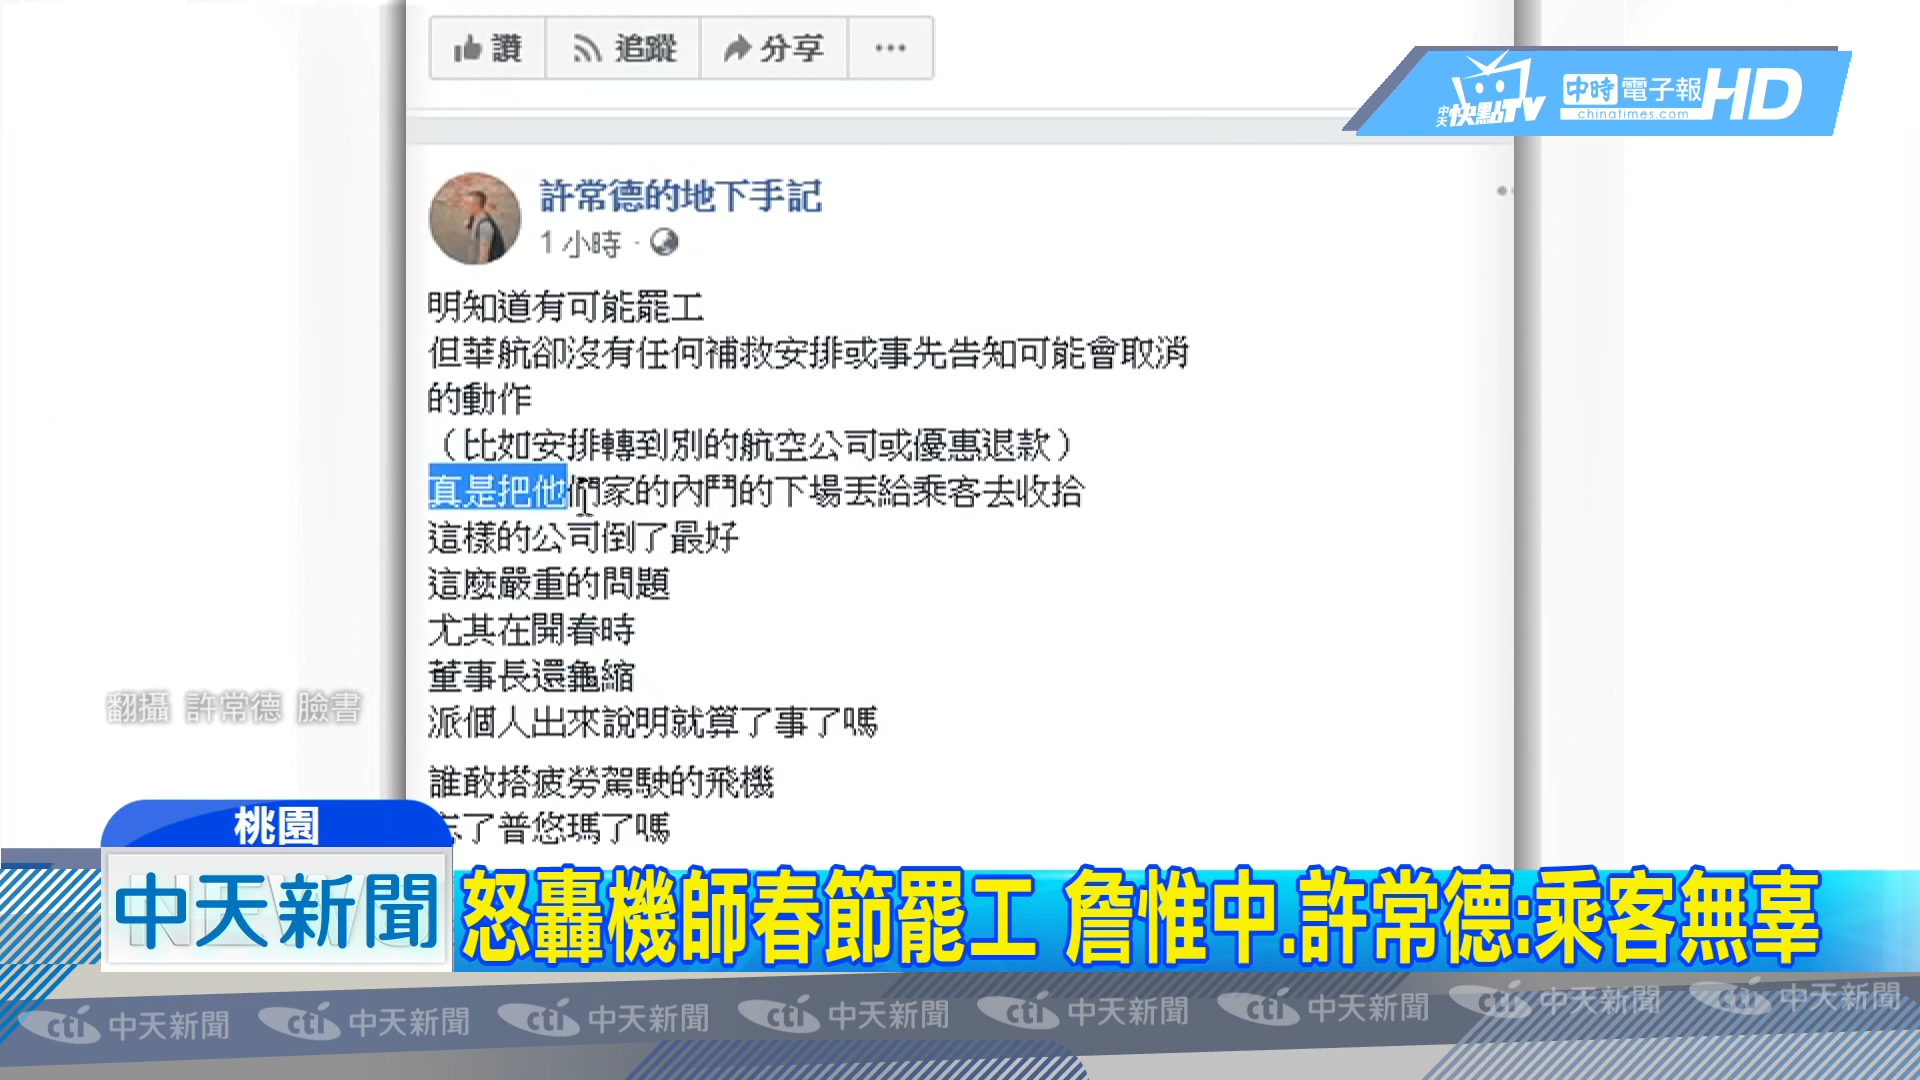 讚 追蹤 分享
中天快點TV 中時電子報 HD
chinatimes.com
許常德的地下手記
1 小時
明知道有可能罷工
但華航卻沒有任何補救安排或事先告知可能會取消
的動作
（比如安排轉到別的航空公司或優惠退款）
真是把他們家的內鬥的下場丟給乘客去收拾
這樣的公司倒了最好
這麼嚴重的問題
尤其在開春時
董事長還龜縮
派個人出來說明就算了事了嗎
誰敢搭疲勞駕駛的飛機
忘了普悠瑪了嗎
翻攝 許常德 臉書
桃園
NEWS
中天新聞
怒轟機師春節罷工 詹惟中.許常德:乘客無辜
cti 中天新聞 cti 中天新聞 cti 中天新聞 cti 中天新聞 cti 中天新聞 cti 中天新聞 cti 中天新聞 cti 中天新聞